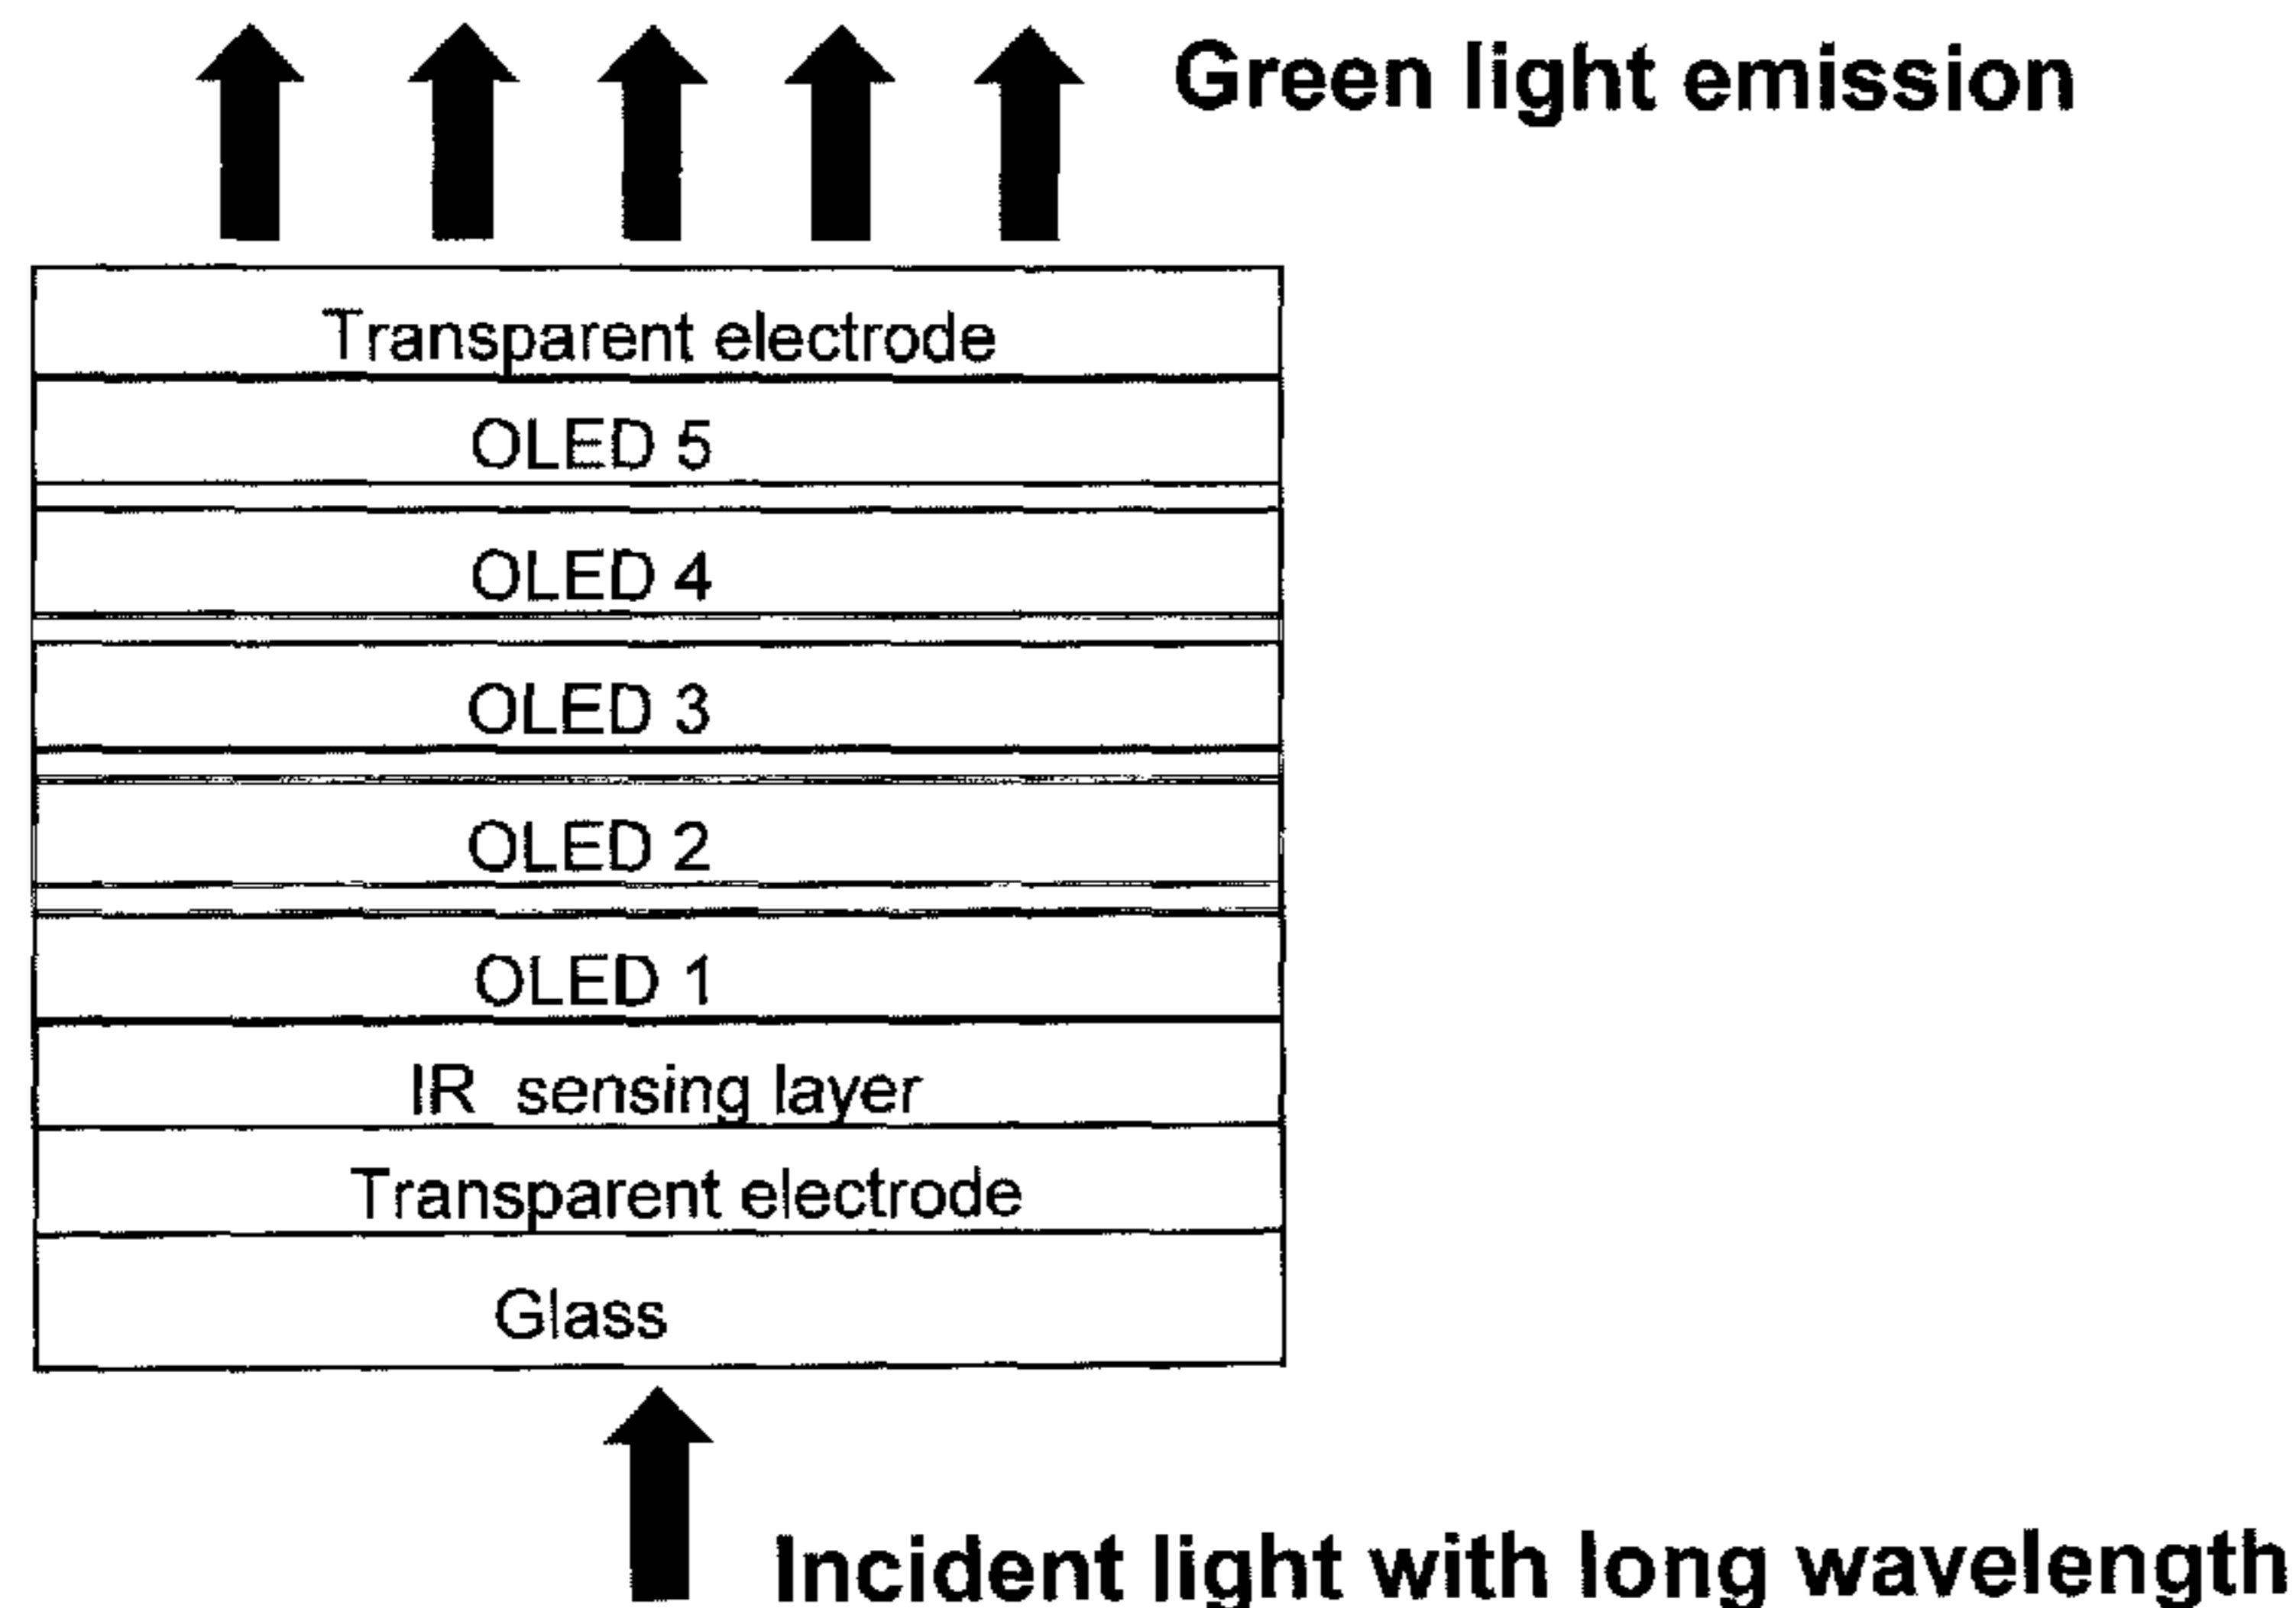 Green light emission
Transparent electrode
OLED 5
OLED 4
OLED 3
OLED 2
OLED 1
IR sensing layer
Transparent electrode
Glass
Incident light with long wavelength